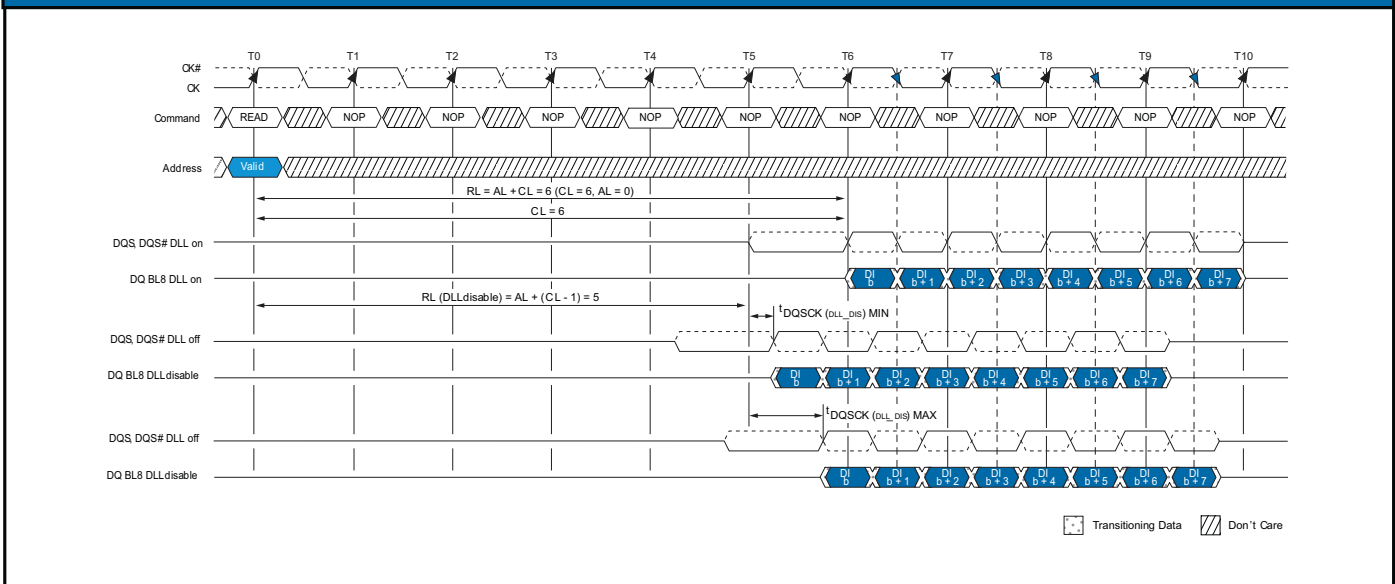 T0 T1 T2 T3 T4 T5 T6 T7 T8 T9 T10
CK#
CK
Command READ NOP NOP NOP NOP NOP NOP NOP NOP NOP NOP
Address Valid
RL = AL + CL = 6 (CL = 6, AL = 0)
CL = 6
DQS, DQS# DLL on
DQ BL8 DLL on DI b DI b + 1 DI b + 2 DI b + 3 DI b + 4 DI b + 5 DI b + 6 DI b + 7
RL (DLLdisable) = AL + (CL - 1) = 5
tDQSCK (DLL_DIS) MIN
DQS, DQS# DLL off
DQ BL8 DLLdisable DI b DI b + 1 DI b + 2 DI b + 3 DI b + 4 DI b + 5 DI b + 6 DI b + 7
tDQSCK (DLL_DIS) MAX
DQS, DQS# DLL off
DQ BL8 DLLdisable DI b DI b + 1 DI b + 2 DI b + 3 DI b + 4 DI b + 5 DI b + 6 DI b + 7
Transitioning Data Don't Care